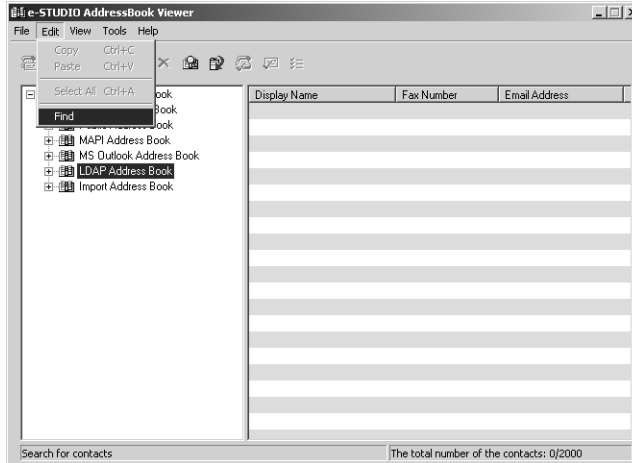 e-STUDIO AddressBook Viewer
File Edit View Tools Help
Copy Ctrl+C
Paste Ctrl+V
Select All Ctrl+A
Find
ook
Book
Public Address Book
MAPI Address Book
MS Outlook Address Book
LDAP Address Book
Import Address Book
Display Name Fax Number Email Address
Search for contacts
The total number of the contacts: 0/2000